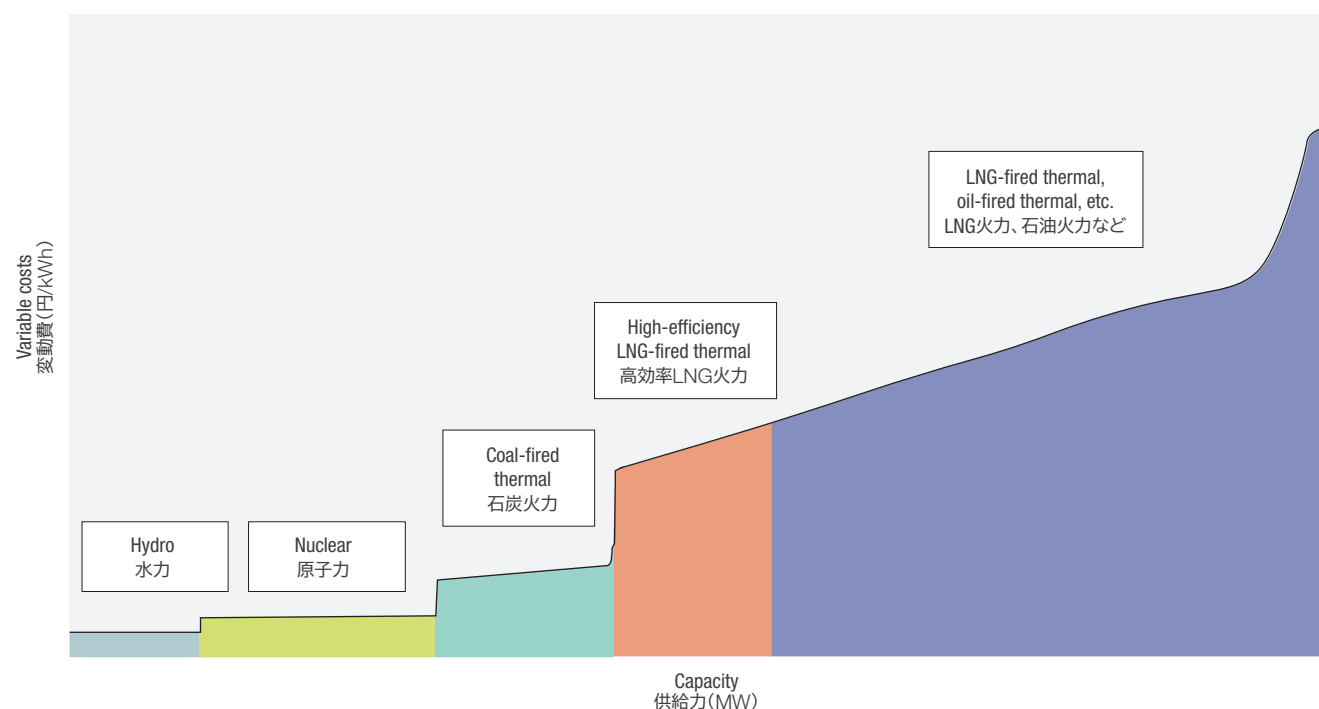 Variable costs
変動費(円/kWh)
Hydro
水力
Nuclear
原子力
Coal-fired
thermal
石炭火力
High-efficiency
LNG-fired thermal
高効率LNG火力
LNG-fired thermal,
oil-fired thermal, etc.
LNG火力、石油火力など
Capacity
供給力(MW)